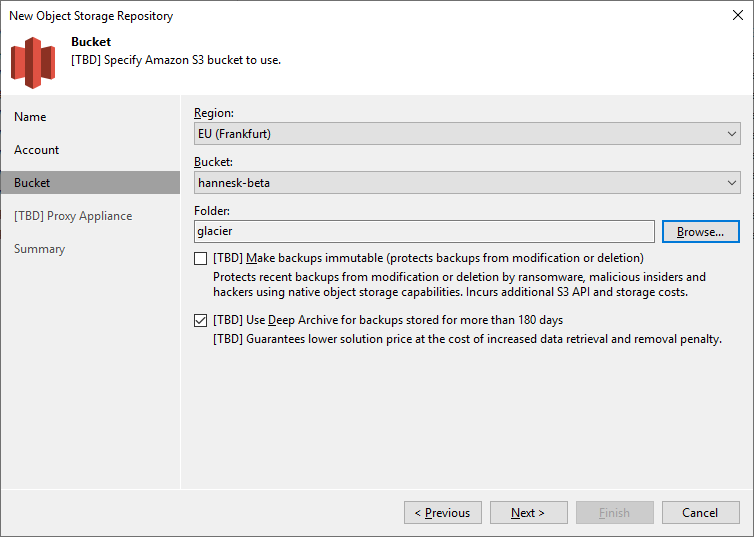 New Object Storage Repository
Bucket
[TBD] Specify Amazon S3 bucket to use.
Name
Account
Bucket
[TBD] Proxy Appliance
Summary
Region:
EU (Frankfurt)
Bucket:
hannesk-beta
Folder:
glacier
Browse...
[TBD] Make backups immutable (protects backups from modification or deletion)
Protects recent backups from modification or deletion by ransomware, malicious insiders and
hackers using native object storage capabilities. Incurs additional S3 API and storage costs.
[TBD] Use Deep Archive for backups stored for more than 180 days
[TBD] Guarantees lower solution price at the cost of increased data retrieval and removal penalty.
< Previous
Next >
Finish
Cancel